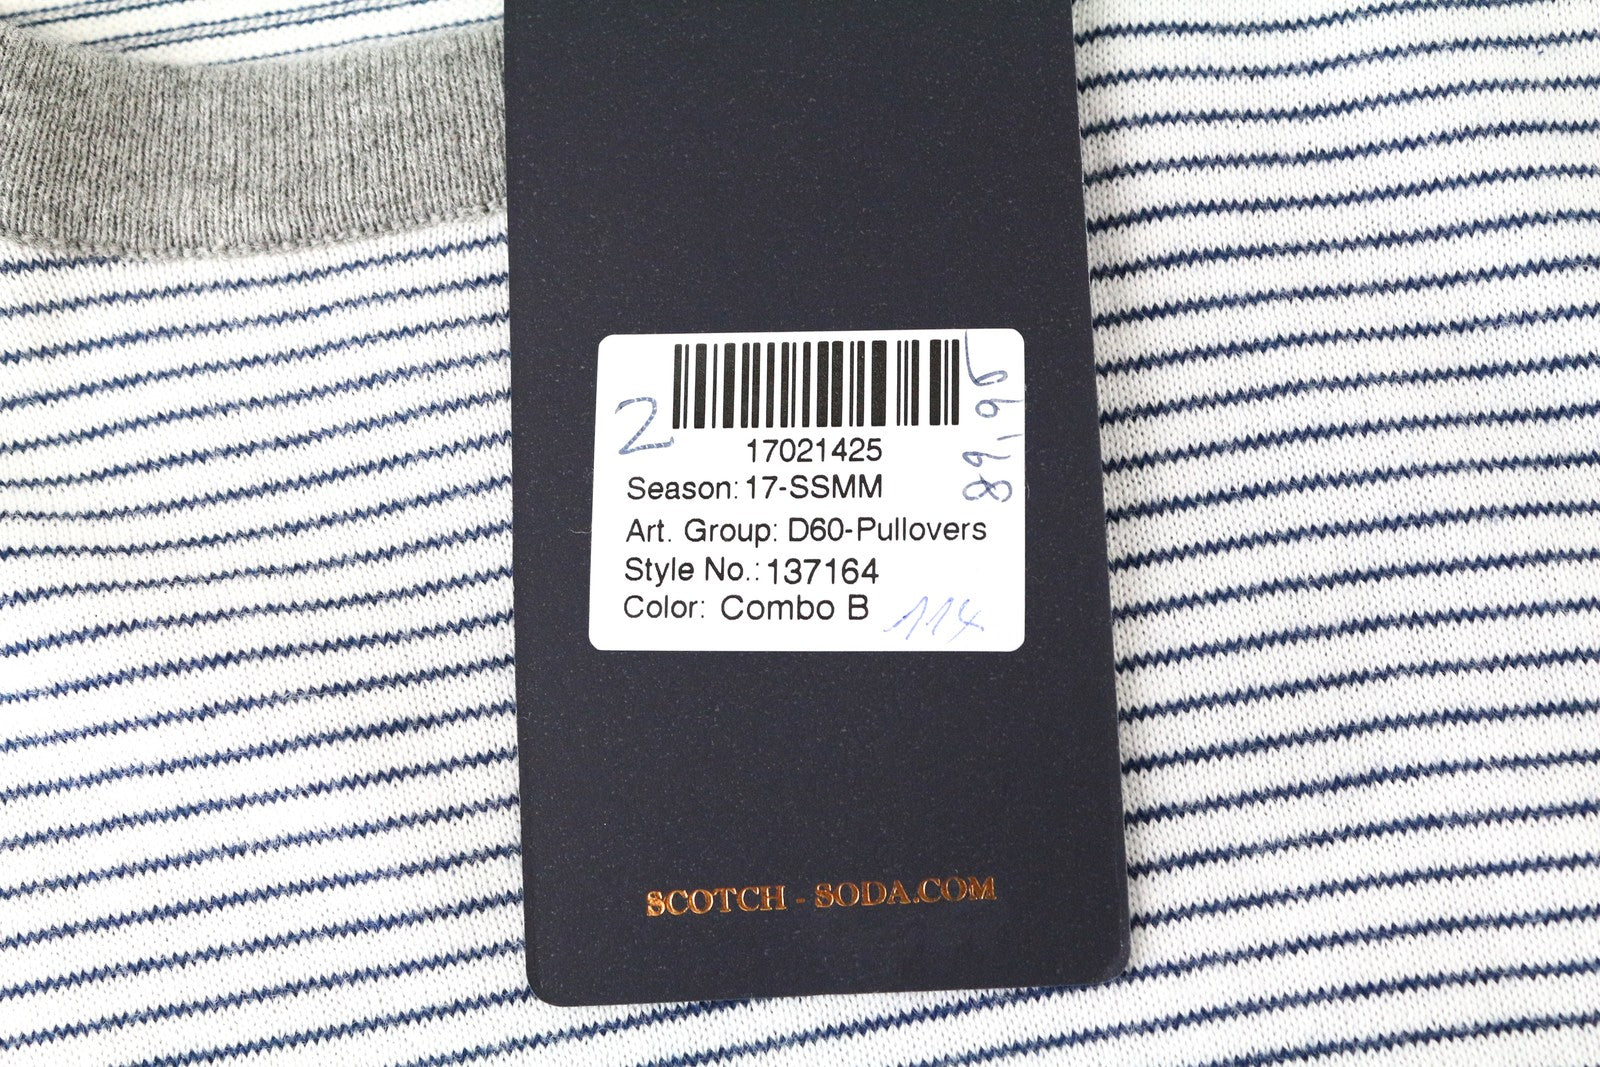 2
89,95
17021425
Season: 17-SSMM
Art. Group: D60-Pullovers
Style No.: 137164
Color: Combo B
SCOTCH - SODA.COM